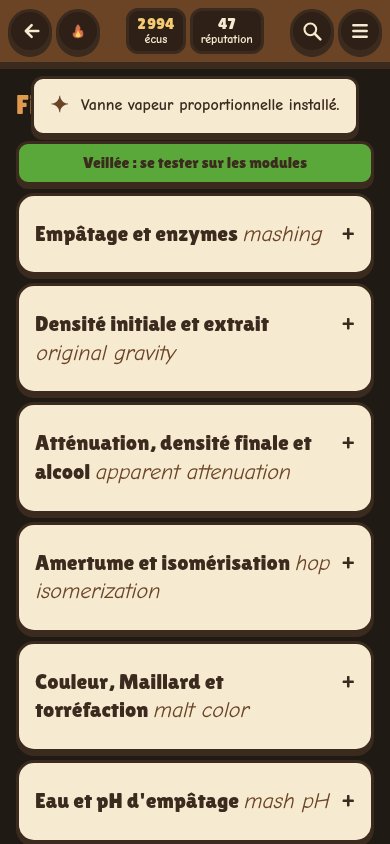 2 994
écus
47
réputation
Vanne vapeur proportionnelle installé.
Veillée : se tester sur les modules
Empâtage et enzymes mashing +
Densité initiale et extrait +
original gravity
Atténuation, densité finale et +
alcool apparent attenuation
Amertume et isomérisation hop +
isomerization
Couleur, Maillard et +
torréfaction malt color
Eau et pH d'empâtage mash pH +